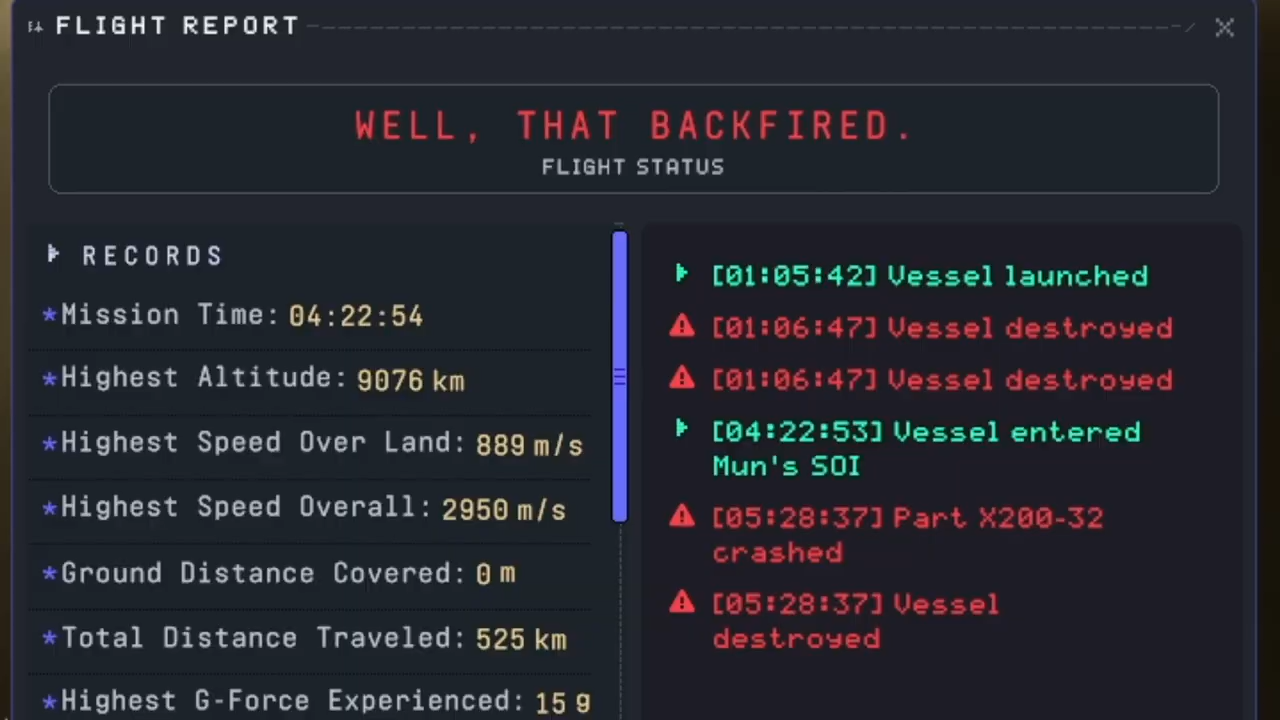 FLIGHT REPORT
WELL, THAT BACKFIRED.
FLIGHT STATUS
RECORDS
*Mission Time: 04:22:54
*Highest Altitude: 9076 km
*Highest Speed Over Land: 889 m/s
*Highest Speed Overall: 2950 m/s
*Ground Distance Covered: 0 m
*Total Distance Traveled: 525 km
*Highest G-Force Experienced: 15 g
[01:05:42] Vessel launched
[01:06:47] Vessel destroyed
[01:06:47] Vessel destroyed
[04:22:53] Vessel entered
Mun's SOI
[05:28:37] Part X200-32
crashed
[05:28:37] Vessel
destroyed